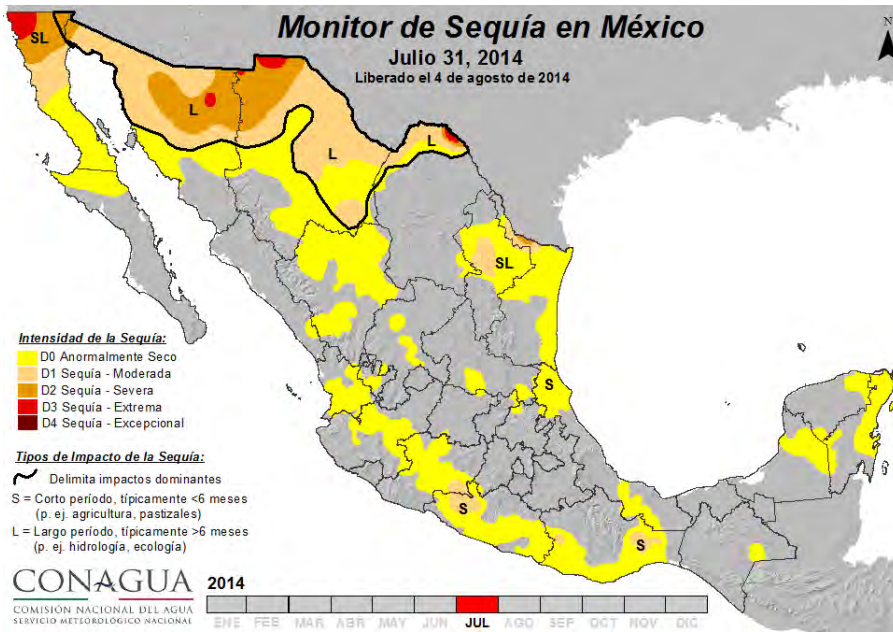 Monitor de Sequía en México
Julio 31, 2014
Liberado el 4 de agosto de 2014
N
SL
L
L
L
SL
S
S
S
Intensidad de la Sequía:
D0 Anormalmente Seco
D1 Sequía - Moderada
D2 Sequía - Severa
D3 Sequía - Extrema
D4 Sequía - Excepcional
Tipos de Impacto de la Sequía:
Delimita impactos dominantes
S = Corto período, típicamente <6 meses
(p. ej. agricultura, pastizales)
L = Largo período, típicamente >6 meses
(p. ej. hidrología, ecología)
CONAGUA
COMISIÓN NACIONAL DEL AGUA
SERVICIO METEOROLÓGICO NACIONAL
2014
ENE FEB MAR ABR MAY JUN JUL AGO SEP OCT NOV DIC